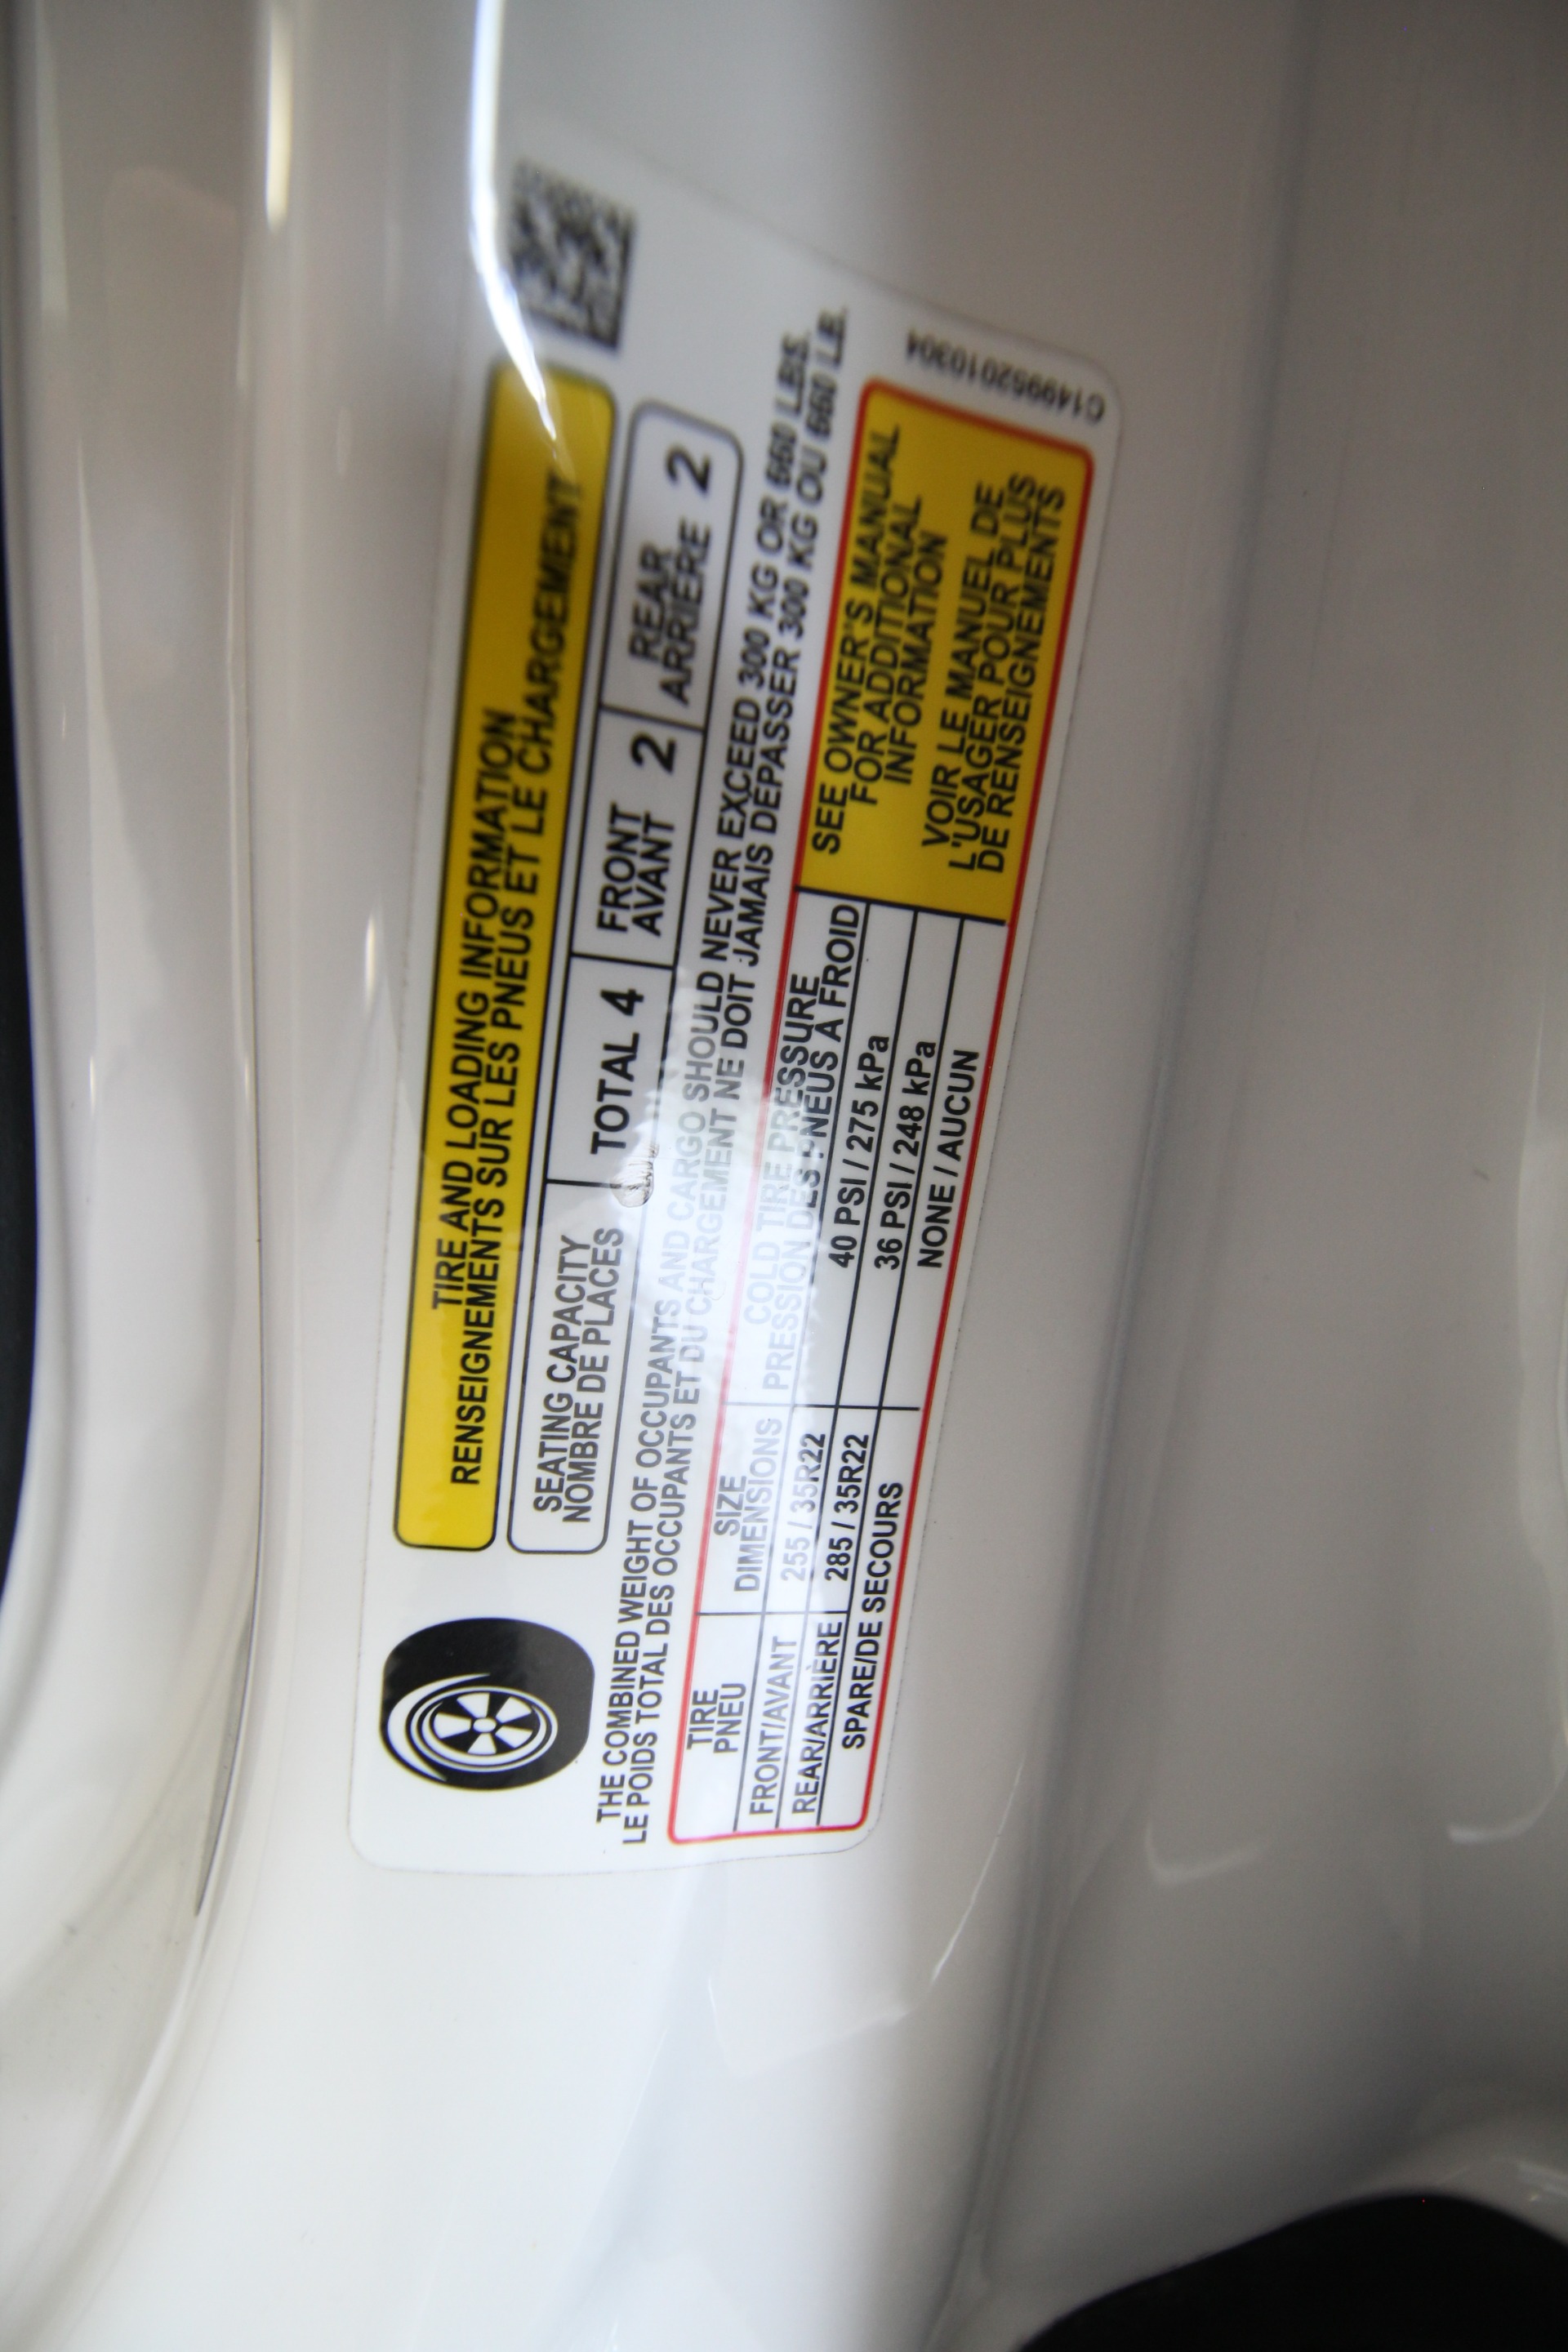 TIRE AND LOADING INFORMATION
RENSEIGNEMENTS SUR LES PNEUS ET LE CHARGEMENT
SEATING CAPACITY
NOMBRE DE PLACES
TOTAL 4
FRONT
AVANT 2
REAR
ARRIÈRE 2
THE COMBINED WEIGHT OF OCCUPANTS AND CARGO SHOULD NEVER EXCEED 300 KG OR 660 LBS.
LE POIDS TOTAL DES OCCUPANTS ET DU CHARGEMENT NE DOIT JAMAIS DÉPASSER 300 KG OU 660 LB.
TIRE
PNEU
SIZE
DIMENSIONS
COLD TIRE PRESSURE
PRESSION DES PNEUS À FROID
FRONT/AVANT 255 / 35R22 40 PSI / 275 kPa
REAR/ARRIÈRE 285 / 35R22 36 PSI / 248 kPa
SPARE/DE SECOURS NONE / AUCUN
SEE OWNER'S MANUAL
FOR ADDITIONAL
INFORMATION
VOIR LE MANUEL DE
L'USAGER POUR PLUS
DE RENSEIGNEMENTS
C1499952010304